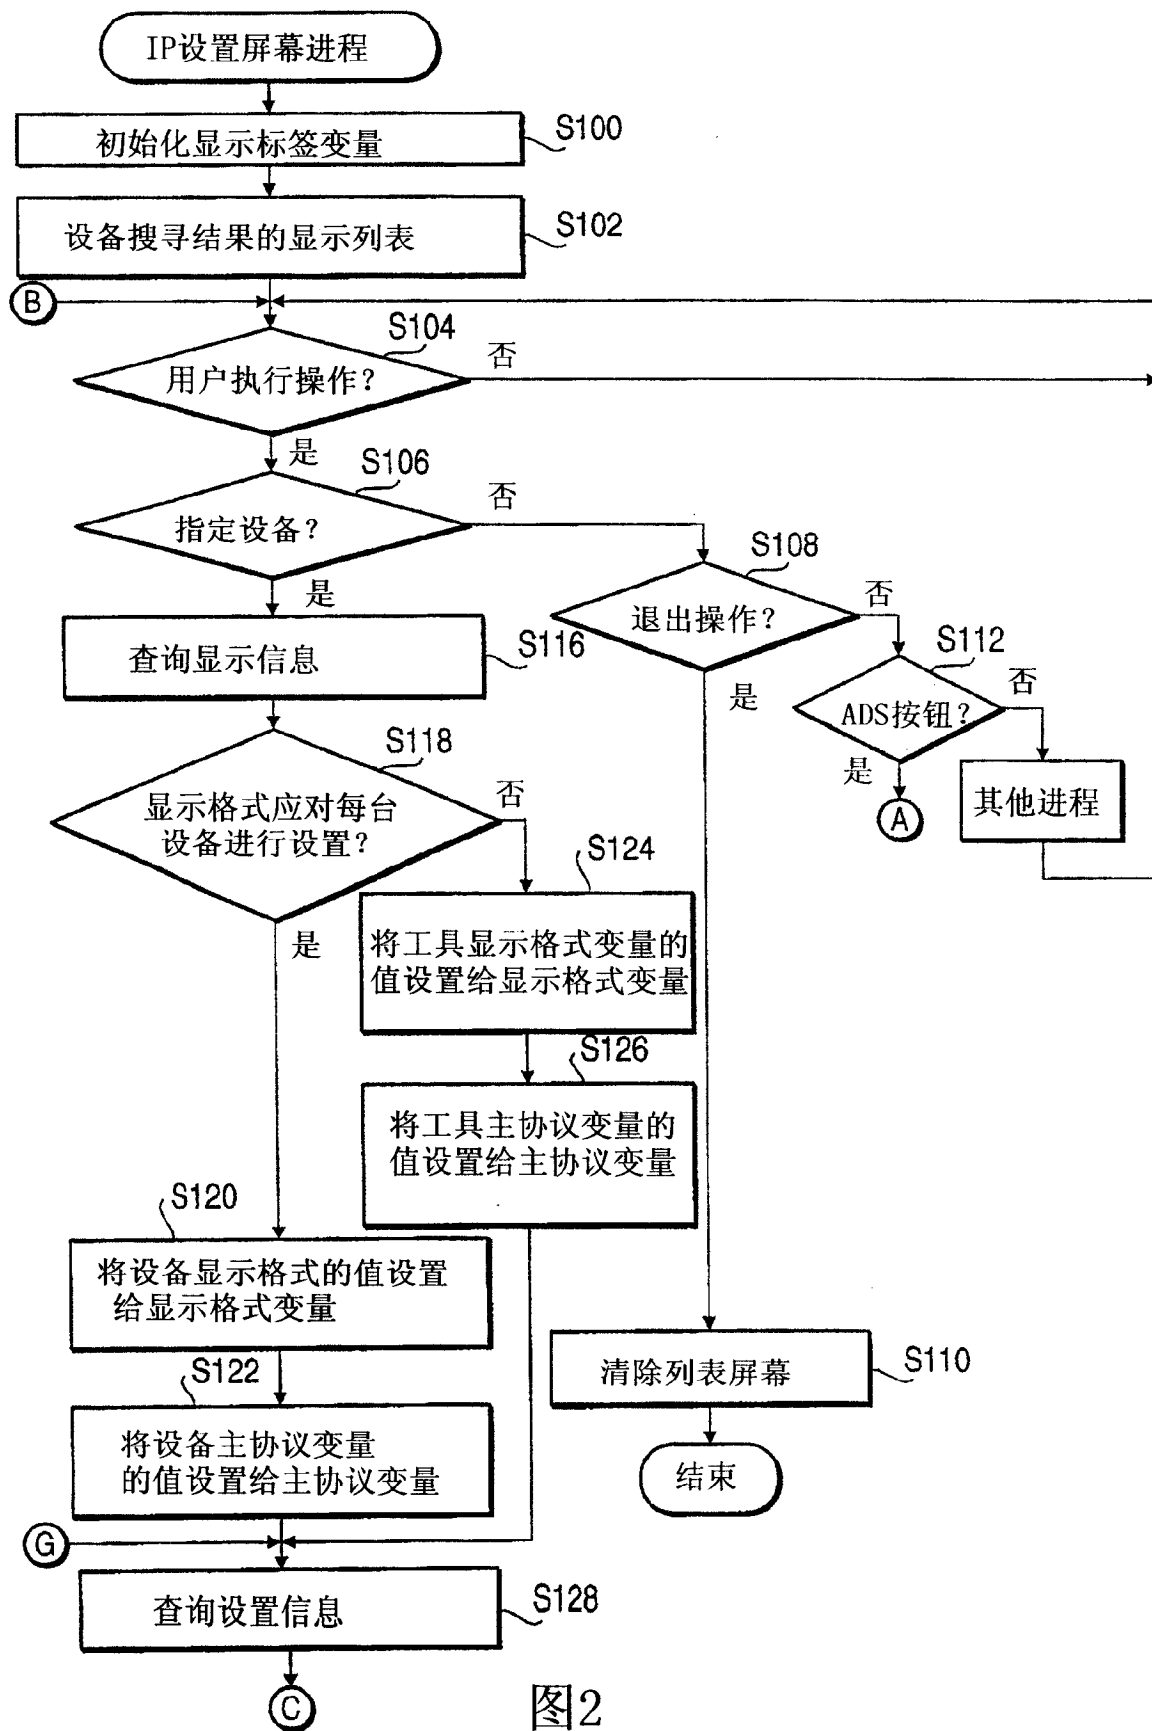 IP设置屏幕进程
初始化显示标签变量
S100
设备搜寻结果的显示列表
S102
B
S104
用户执行操作?
否
是
S106
指定设备?
否
是
S108
退出操作?
否
是
S112
ADS按钮?
否
是
A
其他进程
查询显示信息
S116
S118
显示格式应对每台
设备进行设置?
否
是
S124
将工具显示格式变量的
值设置给显示格式变量
S126
将工具主协议变量的
值设置给主协议变量
S120
将设备显示格式的值设置
给显示格式变量
S122
将设备主协议变量
的值设置给主协议变量
清除列表屏幕
S110
结束
G
查询设置信息
S128
C
图2